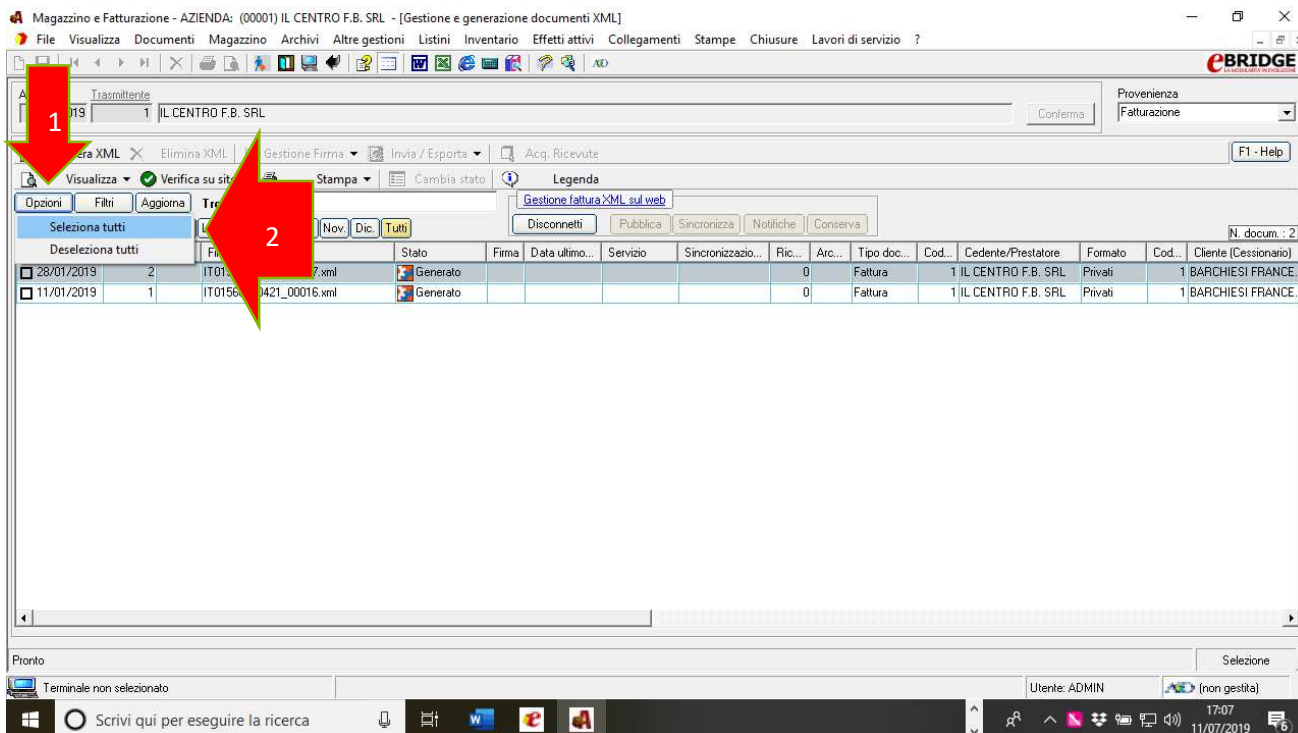 Magazzino e Fatturazione - AZIENDA: (00001) IL CENTRO F.B. SRL - [Gestione e generazione documenti XML]
File Visualizza Documenti Magazzino Archivi Altre gestioni Listini Inventario Effetti attivi Collegamenti Stampe Chiusure Lavori di servizio ?
eBRIDGE
LA MODULARITÀ IN EVOLUZIONE
Trasmittente Provenienza
019 1 IL CENTRO F.B. SRL Conferma Fatturazione
1
era XML Elimina XML Gestione Firma Invia / Esporta Acq. Ricevute F1 - Help
Visualizza Verifica su sit Stampa Cambia stato Legenda
Opzioni Filtri Aggiorna Tro Gestione fattura XML sul web
Seleziona tutti Nov. Dic. Tutti Disconnetti Pubblica Sincronizza Notifiche Conserva N. docum. : 2
2
Deseleziona tutti Stato Firma Data ultimo... Servizio Sincronizzazio... Ric... Arc... Tipo doc... Cod... Cedente/Prestatore Formato Cod... Cliente (Cessionario)
28/01/2019 2 7.xml Generato 0 Fattura 1 IL CENTRO F.B. SRL Privati 1 BARCHIESI FRANCE.
11/01/2019 1 IT0156 0421_00016.xml Generato 0 Fattura 1 IL CENTRO F.B. SRL Privati 1 BARCHIESI FRANCE.
Pronto Selezione
Terminale non selezionato Utente: ADMIN (non gestita)
Scrivi qui per eseguire la ricerca 17:07
11/07/2019 6